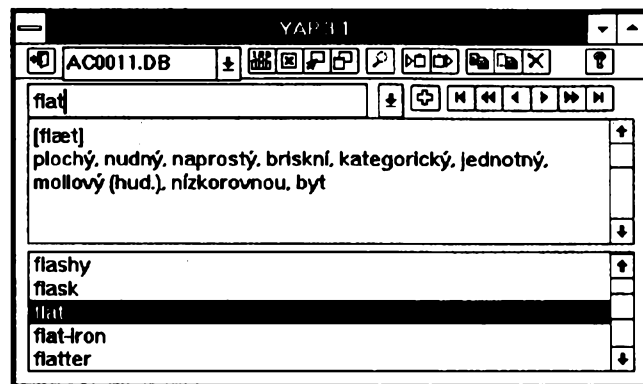 YAP 3.1
AC0011.DB
flat
[flæt]
plochý, nudný, naprostý, briskní, kategorický, jednotný,
mollový (hud.), nízkorovnou, byt
flashy
flask
flat
flat-iron
flatter